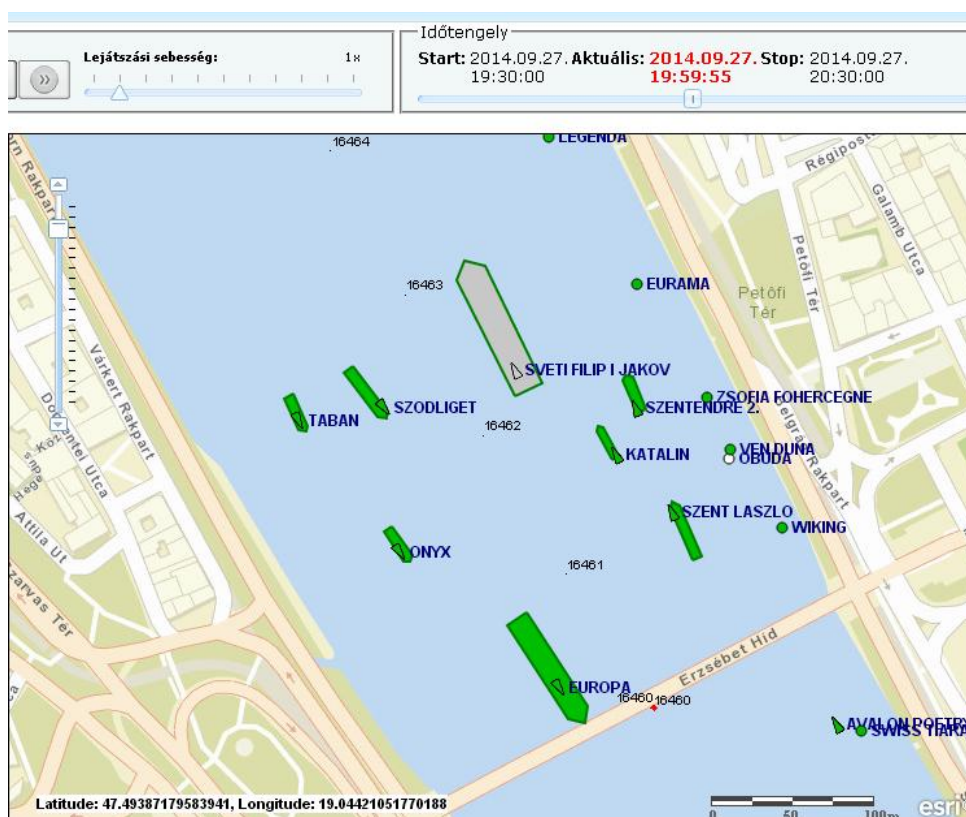 Időtengely
Lejátszási sebesség: 1x
Start: 2014.09.27. 19:30:00
Aktuális: 2014.09.27. 19:59:55
Stop: 2014.09.27. 20:30:00
16464
LEGENDA
Régiposta
Galamb Utca
Petőfi Tér
ern Rakpart
16463
EURAMA
Petőfi
Tér
Várkert Rakpart
SVETI FILIP I JAKOV
ZSOFIA FOHERCEGNE
SZODLIGET
SZENTENDRE 2.
TABAN
Belgrád Rakpart
16462
VEN DUNA
KATALIN
OBUDA
Attila Út
SZENT LASZLO
WIKING
ONYX
16461
zarvas Tér
Erzsébet Híd
EUROPA
16460
16460
AVALON POETRY
SWISS TIARA
Latitude: 47.49387179583941, Longitude: 19.04421051770188
0
50
100m
esri